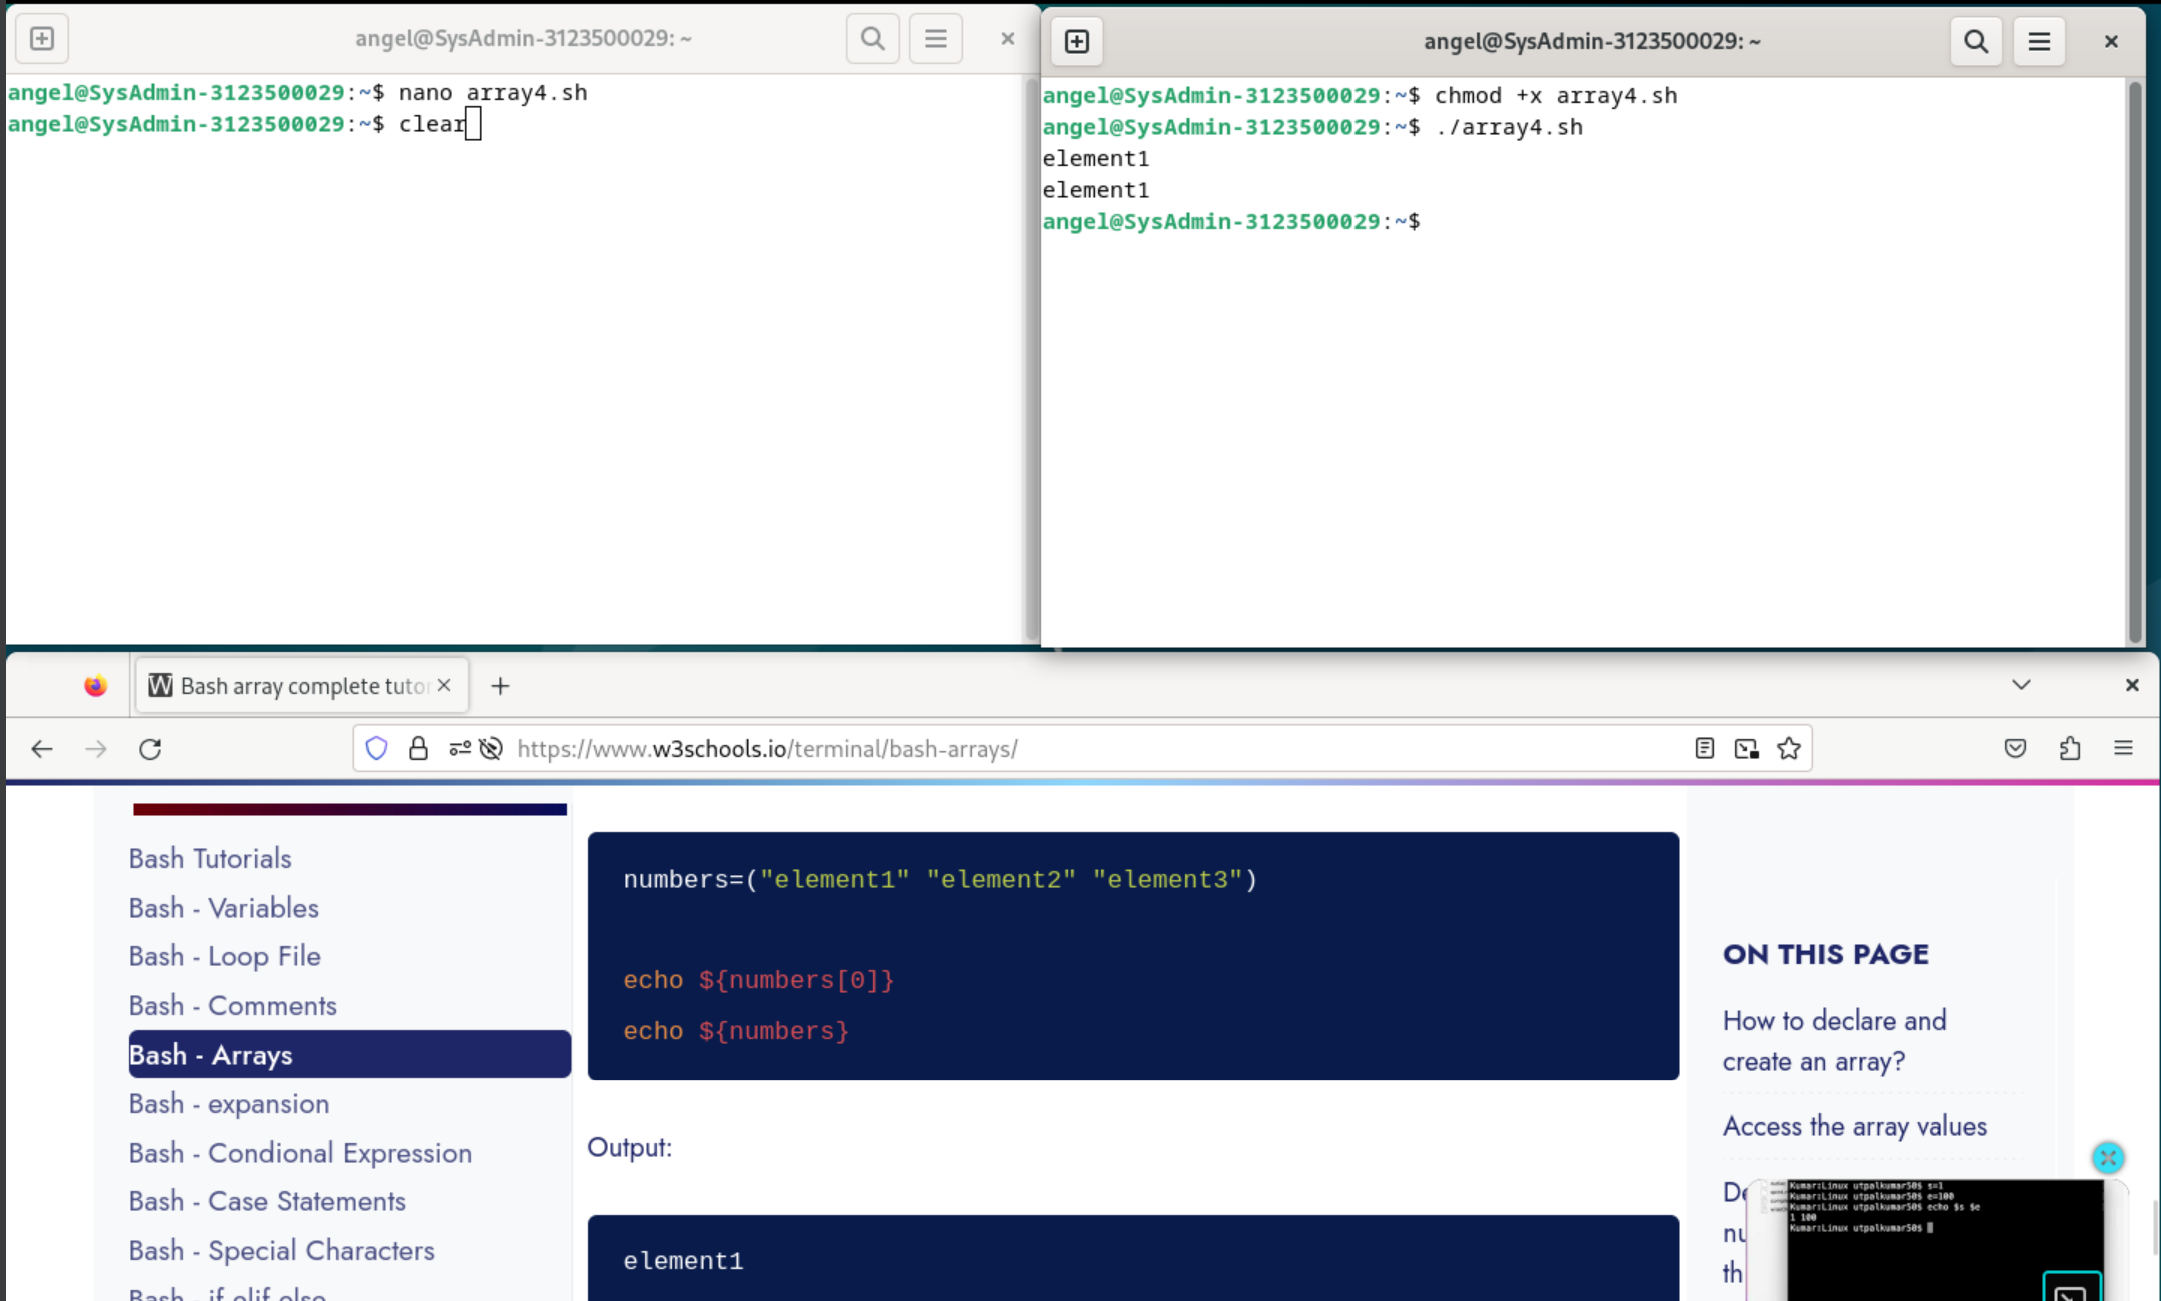 angel@SysAdmin-3123500029: ~
angel@SysAdmin-3123500029:~$ nano array4.sh
angel@SysAdmin-3123500029:~$ clear
angel@SysAdmin-3123500029: ~
angel@SysAdmin-3123500029:~$ chmod +x array4.sh
angel@SysAdmin-3123500029:~$ ./array4.sh
element1
element1
angel@SysAdmin-3123500029:~$
W Bash array complete tutor
https://www.w3schools.io/terminal/bash-arrays/
Bash Tutorials
Bash - Variables
Bash - Loop File
Bash - Comments
Bash - Arrays
Bash - expansion
Bash - Condional Expression
Bash - Case Statements
Bash - Special Characters
Bash - if elif else
numbers=("element1" "element2" "element3")
echo ${numbers[0]}
echo ${numbers}
Output:
element1
ON THIS PAGE
How to declare and
create an array?
Access the array values
De
nu
th
Kumar:Linux utpalkumar50$ s=1
Kumar:Linux utpalkumar50$ e=100
Kumar:Linux utpalkumar50$ echo $s $e
1 100
Kumar:Linux utpalkumar50$